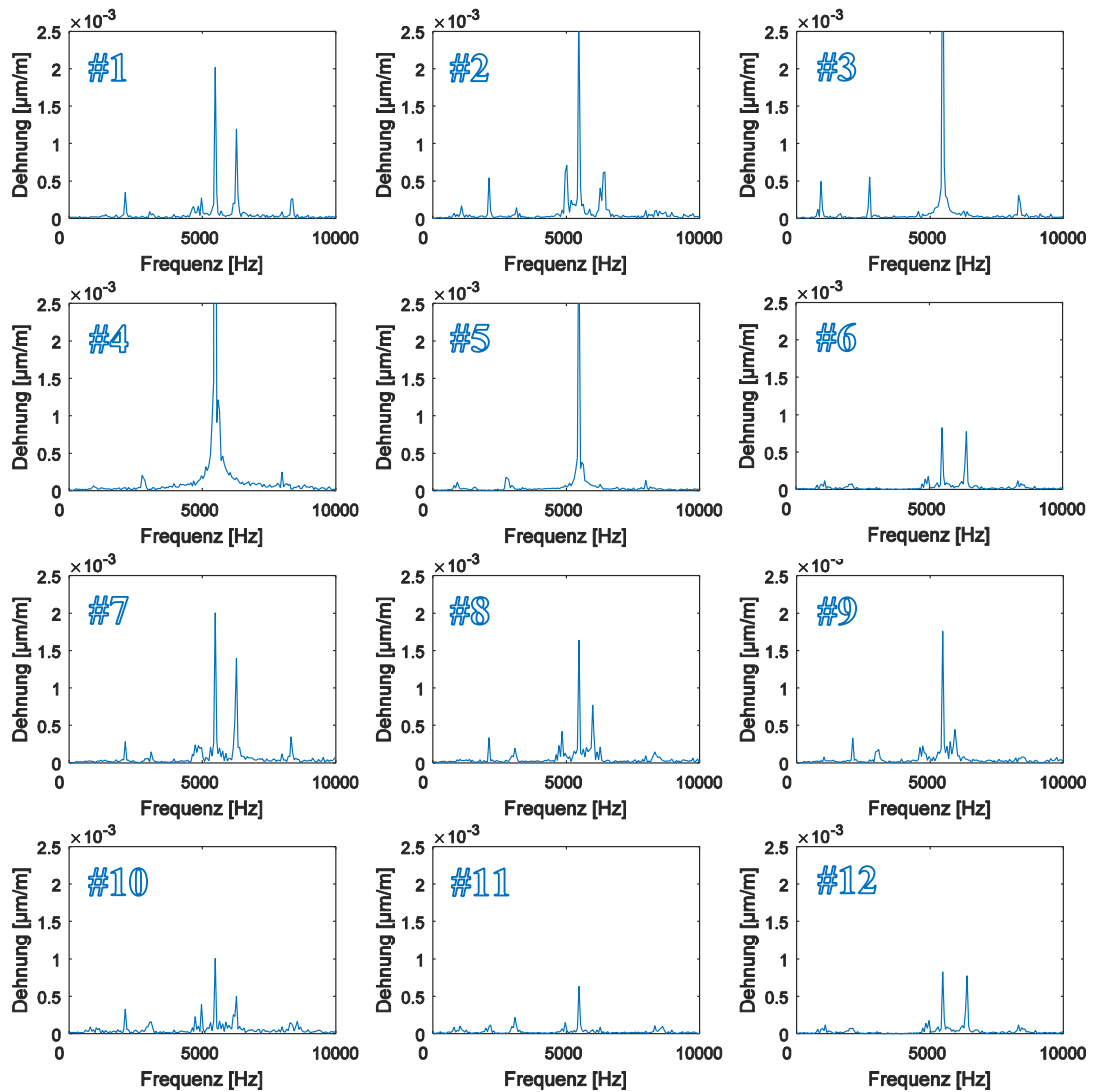 ×10⁻³ ×10⁻³ ×10⁻³
2.5 2.5 2.5
#1 #2 #3
2 2 2
1.5 1.5 1.5
1 1 1
0.5 0.5 0.5
0 0 0
Dehnung [µm/m] Dehnung [µm/m] Dehnung [µm/m]
0 5000 10000 0 5000 10000 0 5000 10000
Frequenz [Hz] Frequenz [Hz] Frequenz [Hz]
×10⁻³ ×10⁻³ ×10⁻³
2.5 2.5 2.5
#4 #5 #6
2 2 2
1.5 1.5 1.5
1 1 1
0.5 0.5 0.5
0 0 0
Dehnung [µm/m] Dehnung [µm/m] Dehnung [µm/m]
0 5000 10000 0 5000 10000 0 5000 10000
Frequenz [Hz] Frequenz [Hz] Frequenz [Hz]
×10⁻³ ×10⁻³
2.5 2.5 2.5
#7 #8 #9
2 2 2
1.5 1.5 1.5
1 1 1
0.5 0.5 0.5
0 0 0
Dehnung [µm/m] Dehnung [µm/m] Dehnung [µm/m]
0 5000 10000 0 5000 10000 0 5000 10000
Frequenz [Hz] Frequenz [Hz] Frequenz [Hz]
×10⁻³ ×10⁻³ ×10⁻³
2.5 2.5 2.5
#10 #11 #12
2 2 2
1.5 1.5 1.5
1 1 1
0.5 0.5 0.5
0 0 0
Dehnung [µm/m] Dehnung [µm/m] Dehnung [µm/m]
0 5000 10000 0 5000 10000 0 5000 10000
Frequenz [Hz] Frequenz [Hz] Frequenz [Hz]